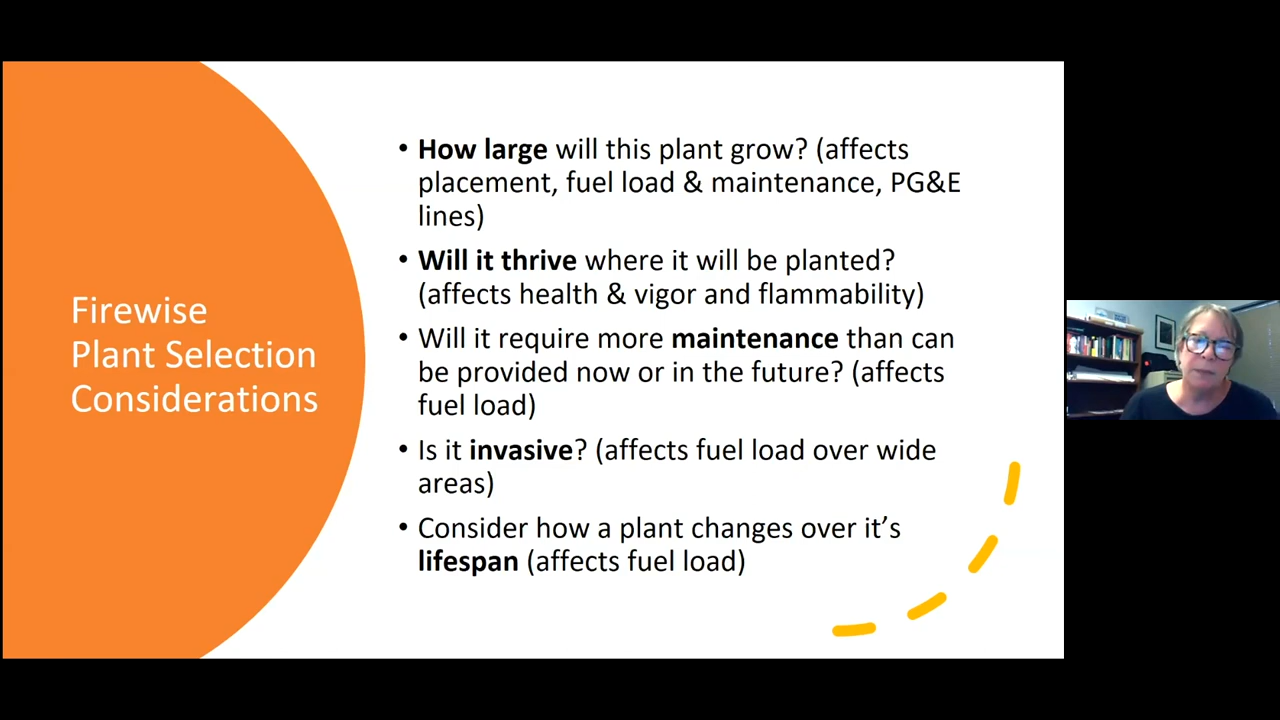 Firewise
Plant Selection
Considerations
• How large will this plant grow? (affects
placement, fuel load & maintenance, PG&E
lines)
• Will it thrive where it will be planted?
(affects health & vigor and flammability)
• Will it require more maintenance than can
be provided now or in the future? (affects
fuel load)
• Is it invasive? (affects fuel load over wide
areas)
• Consider how a plant changes over it’s
lifespan (affects fuel load)